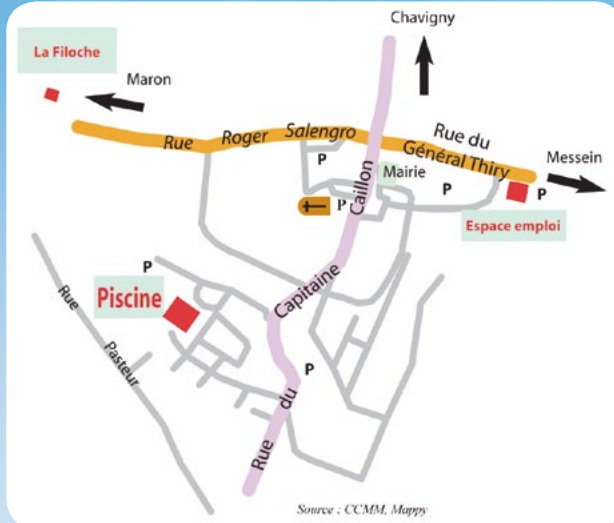 Chavigny
La Filoche
Maron
Rue Roger Salengro
Rue du
Général Thiry
Messein
P
Mairie
P
P
P
Espace emploi
Rue du Capitaine Caillon
P
Piscine
Rue Pasteur
P
Source : CCMM, Mappy